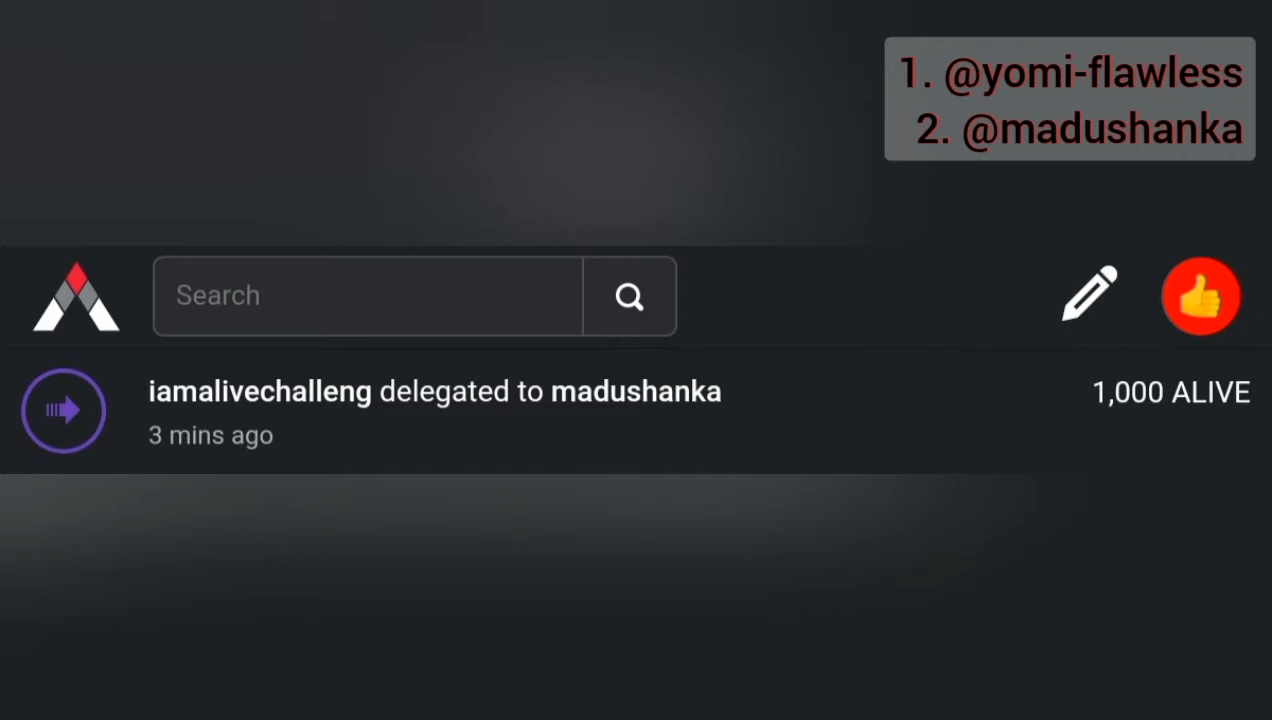 1. @yomi-flawless
2. @madushanka
Search
iamalivechalleng delegated to madushanka
1,000 ALIVE
3 mins ago